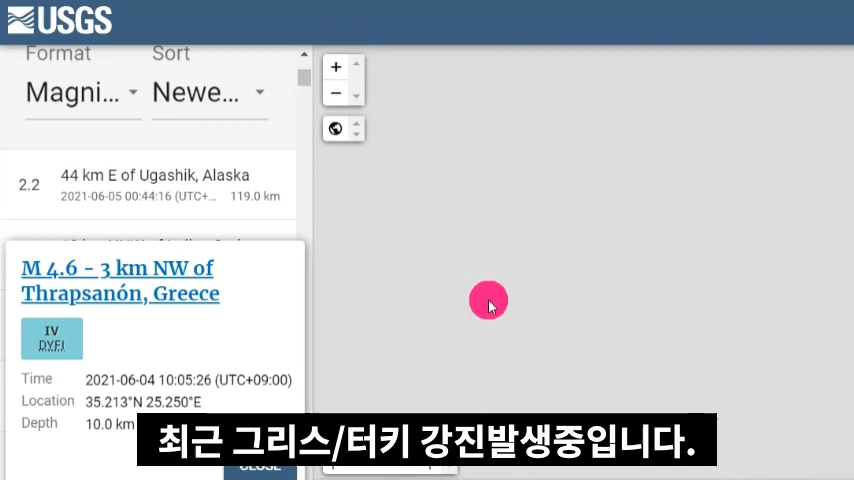 USGS
Format Sort
Magni... Newe...
2.2
44 km E of Ugashik, Alaska
2021-06-05 00:44:16 (UTC+... 119.0 km
M 4.6 - 3 km NW of
Thrapsanón, Greece
IV
DYFI
Time 2021-06-04 10:05:26 (UTC+09:00)
Location 35.213°N 25.250°E
Depth 10.0 km
최근 그리스/터키 강진발생중입니다.
CLOSE